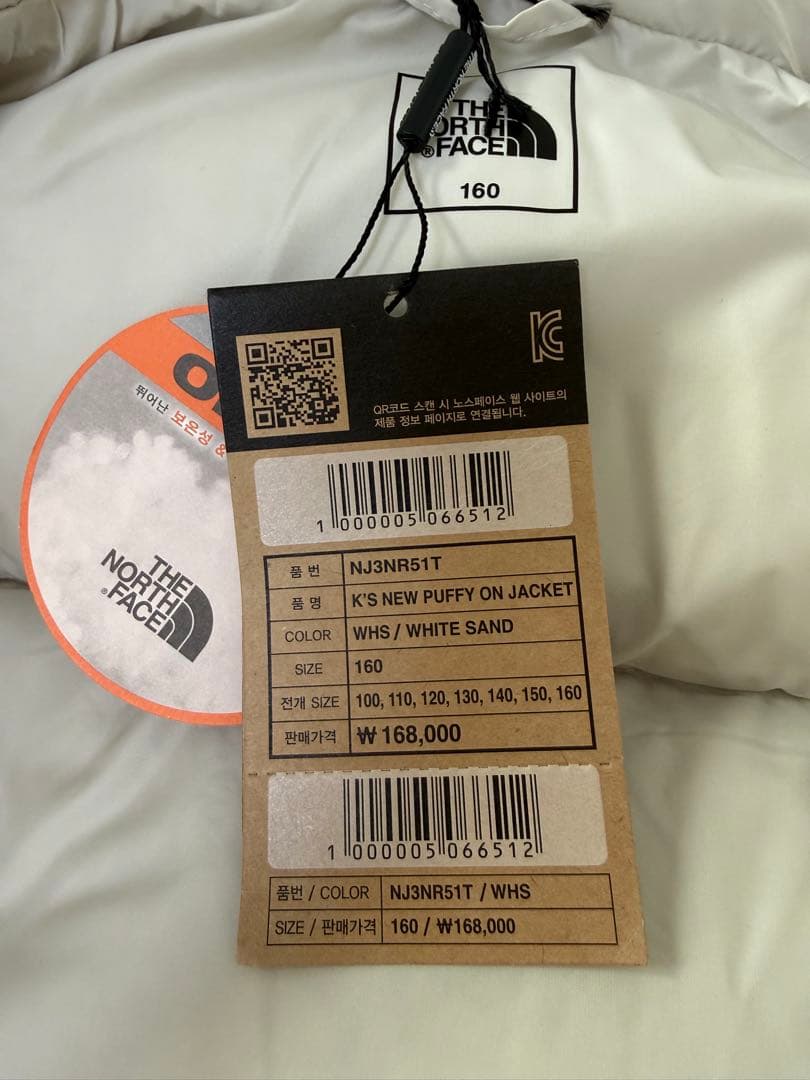 THE
NORTH
FACE
®
160
QR코드 스캔 시 노스페이스 웹 사이트의
제품 정보 페이지로 연결됩니다.
뛰어난 보온성 &
THE
NORTH
FACE
®
1 000005 066512
품 번 NJ3NR51T
품 명 K'S NEW PUFFY ON JACKET
COLOR WHS / WHITE SAND
SIZE 160
전개 SIZE 100, 110, 120, 130, 140, 150, 160
판매가격 ₩ 168,000
1 000005 066512
품번 / COLOR NJ3NR51T / WHS
SIZE / 판매가격 160 / ₩168,000